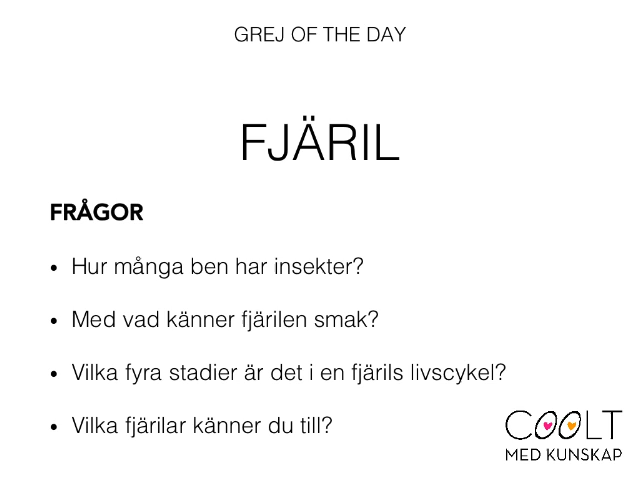 GREJ OF THE DAY
FJÄRIL
FRÅGOR
• Hur många ben har insekter?
• Med vad känner fjärilen smak?
• Vilka fyra stadier är det i en fjärils livscykel?
• Vilka fjärilar känner du till?
COOLT
MED KUNSKAP